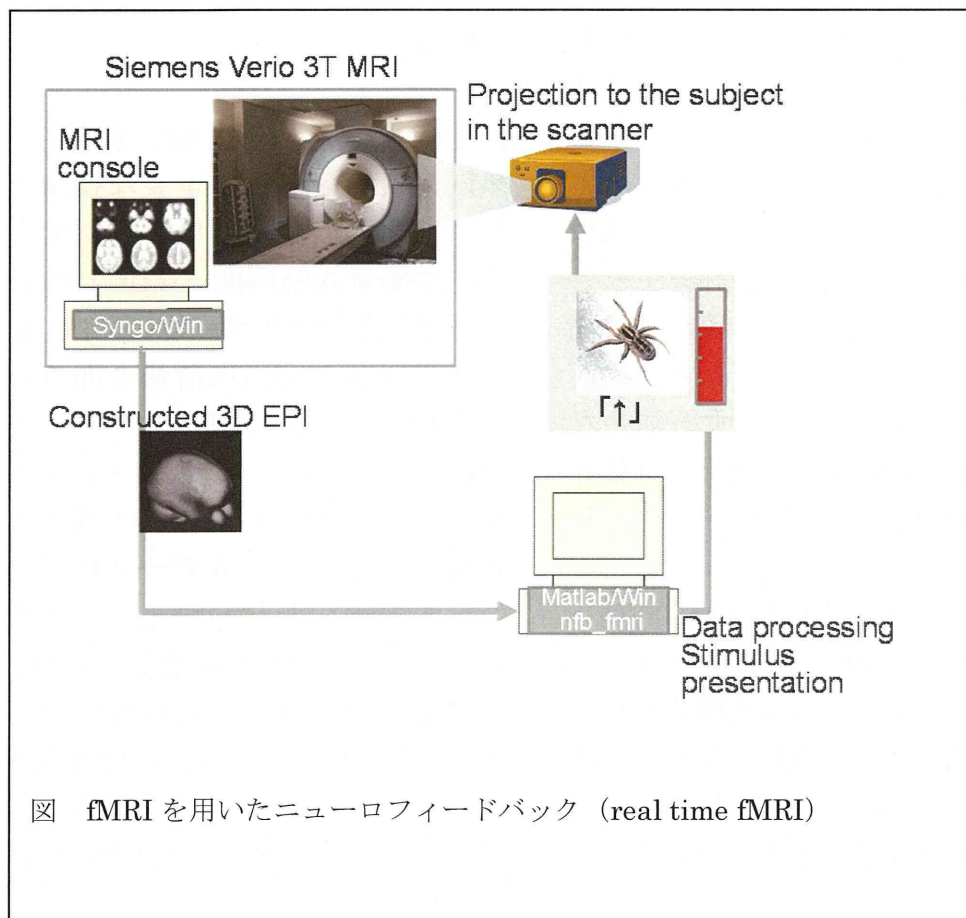 Siemens Verio 3T MRI
MRI
console
Syngo/Win
Projection to the subject
in the scanner
「↑」
Constructed 3D EPI
Matlab/Win
nfb_fmri
Data processing
Stimulus
presentation
図 fMRI を用いたニューロフィードバック (real time fMRI)